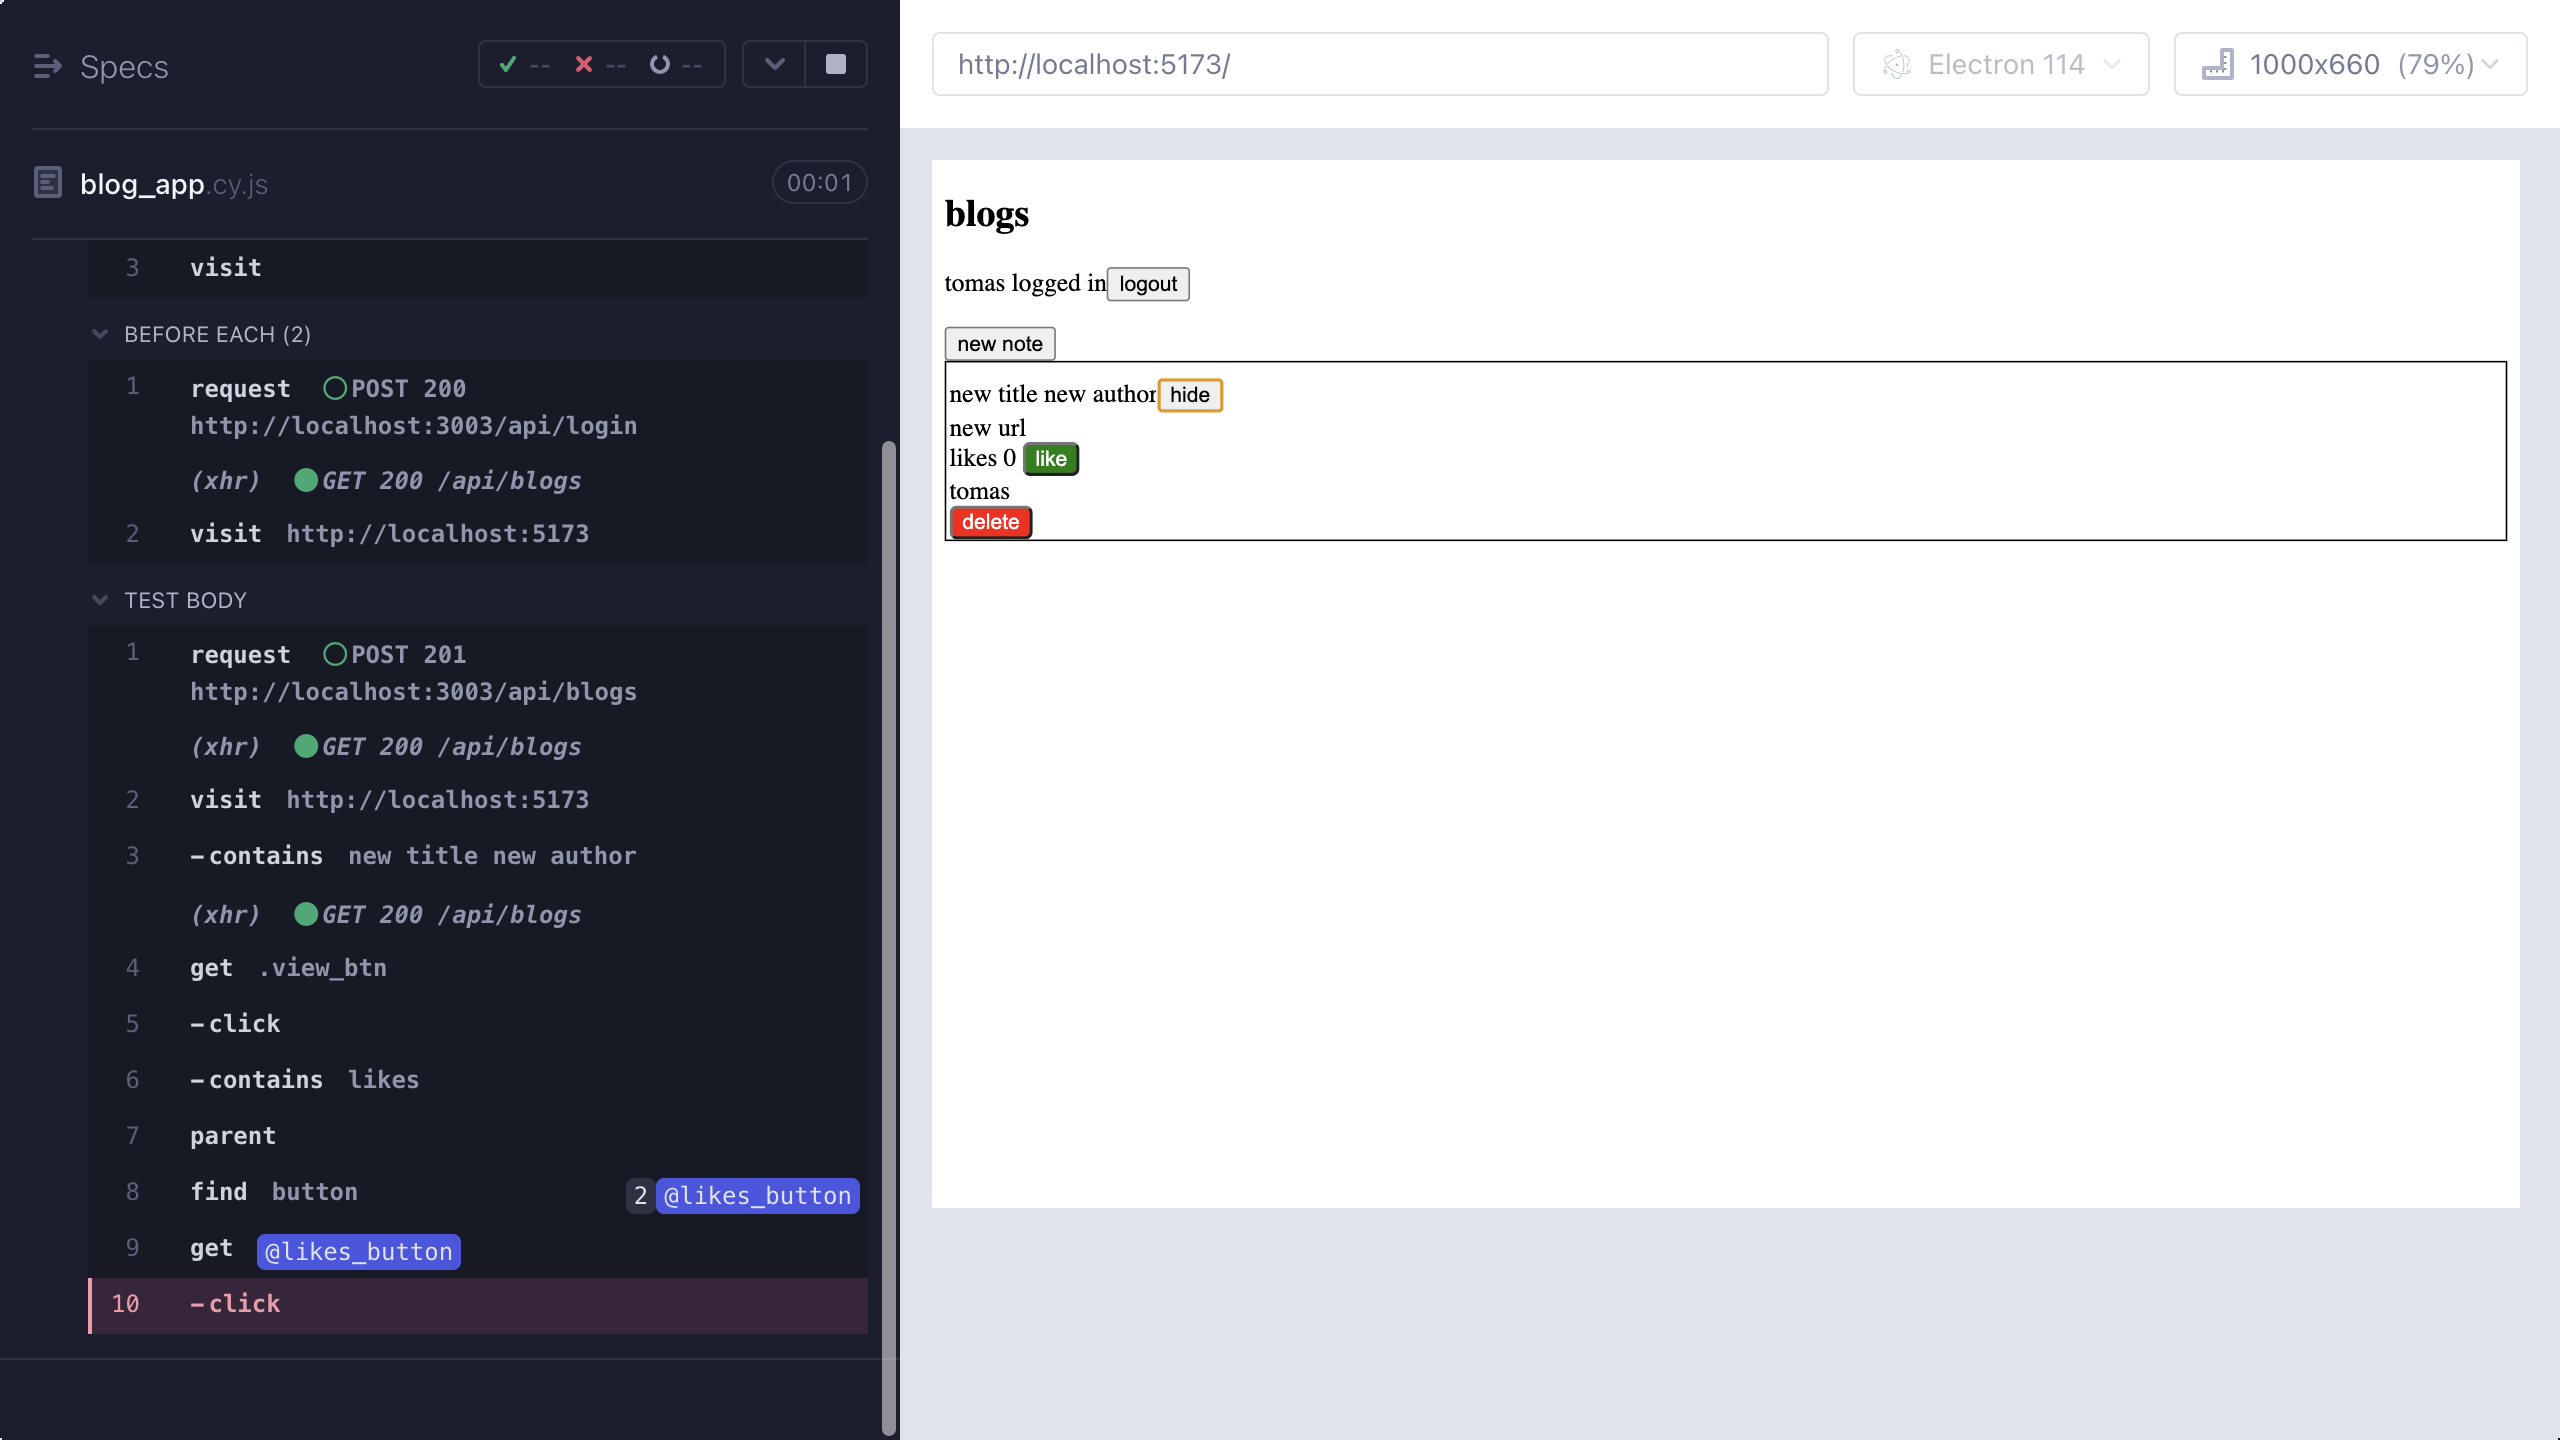 Specs
-- -- --
blog_app.cy.js 00:01
3 visit
BEFORE EACH (2)
1 request POST 200
http://localhost:3003/api/login
(xhr) GET 200 /api/blogs
2 visit http://localhost:5173
TEST BODY
1 request POST 201
http://localhost:3003/api/blogs
(xhr) GET 200 /api/blogs
2 visit http://localhost:5173
3 -contains new title new author
(xhr) GET 200 /api/blogs
4 get .view_btn
5 -click
6 -contains likes
7 parent
8 find button 2 @likes_button
9 get @likes_button
10 -click
http://localhost:5173/ Electron 114 1000x660 (79%)
blogs
tomas logged in logout
new note
new title new author hide
new url
likes 0 like
tomas
delete